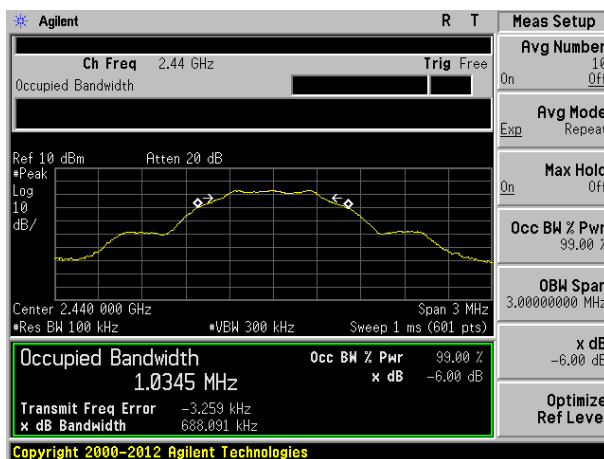 Agilent R T
Ch Freq 2.44 GHz Trig Free
Occupied Bandwidth
Ref 10 dBm Atten 20 dB
#Peak
Log
10
dB/
Center 2.440 000 GHz Span 3 MHz
#Res BW 100 kHz #VBW 300 kHz Sweep 1 ms (601 pts)
Occupied Bandwidth Occ BW % Pwr 99.00 %
1.0345 MHz x dB -6.00 dB
Transmit Freq Error -3.259 kHz
x dB Bandwidth 688.091 kHz
Copyright 2000-2012 Agilent Technologies
Meas Setup
Avg Number
10
On Off
Avg Mode
Exp Repeat
Max Hold
On Off
Occ BW % Pwr
99.00 %
OBW Span
3.00000000 MHz
x dB
-6.00 dB
Optimize
Ref Level